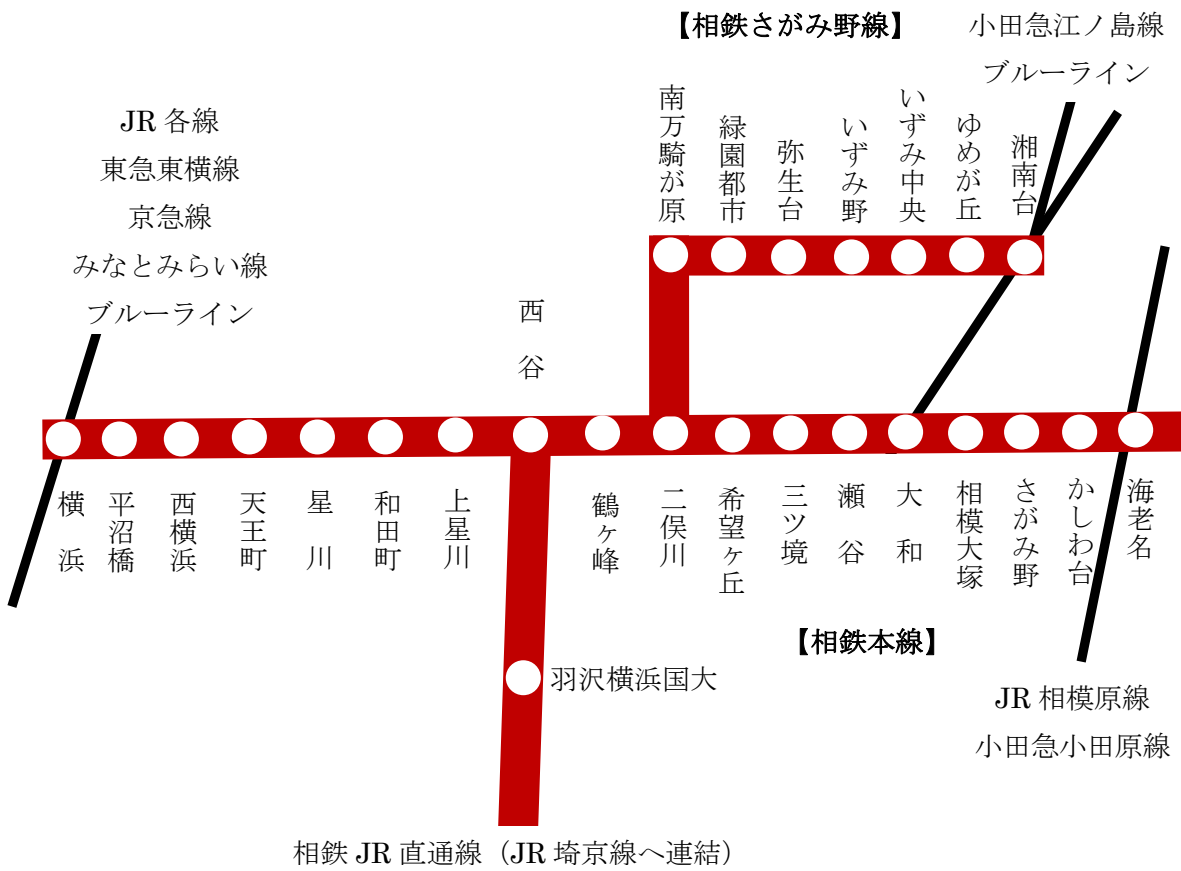 【相鉄さがみ野線】
小田急江ノ島線
ブルーライン
JR 各線
東急東横線
京急線
みなとみらい線
ブルーライン
南万騎が原
緑園都市
弥生台
いずみ野
いずみ中央
ゆめが丘
湘南台
西谷
横浜
平沼橋
西横浜
天王町
星川
和田町
上星川
鶴ヶ峰
二俣川
希望ヶ丘
三ツ境
瀬谷
大和
相模大塚
さがみ野
かしわ台
海老名
【相鉄本線】
羽沢横浜国大
JR 相模原線
小田急小田原線
相鉄 JR 直通線（JR 埼京線へ連結）